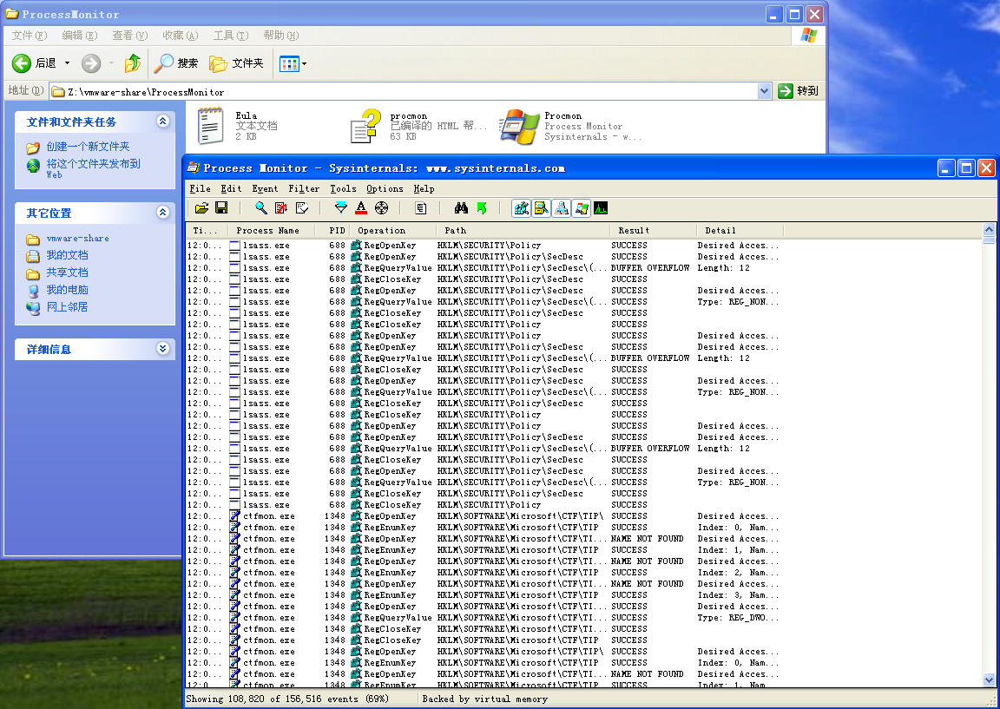 ProcessMonitor
文件(F) 编辑(E) 查看(V) 收藏(A) 工具(T) 帮助(H)
后退 搜索 文件夹
地址(D) Z:\vmware-share\ProcessMonitor 转到
文件和文件夹任务
创建一个新文件夹
将这个文件夹发布到
Web
其它位置
vmware-share
我的文档
共享文档
我的电脑
网上邻居
详细信息
Eula
文本文档
2 KB
procmon
已编译的 HTML 帮...
63 KB
Procmon
Process Monitor
Sysinternals - w...
Process Monitor - Sysinternals: www.sysinternals.com
File Edit Event Filter Tools Options Help
Ti... Process Name PID Operation Path Result Detail
12:0... lsass.exe 688 RegOpenKey HKLM\SECURITY\Policy SUCCESS Desired Acces...
12:0... lsass.exe 688 RegOpenKey HKLM\SECURITY\Policy\SecDesc SUCCESS Desired Acces...
12:0... lsass.exe 688 RegQueryValue HKLM\SECURITY\Policy\SecDesc\(... BUFFER OVERFLOW Length: 12
12:0... lsass.exe 688 RegCloseKey HKLM\SECURITY\Policy\SecDesc SUCCESS
12:0... lsass.exe 688 RegOpenKey HKLM\SECURITY\Policy\SecDesc SUCCESS Desired Acces...
12:0... lsass.exe 688 RegQueryValue HKLM\SECURITY\Policy\SecDesc\(... SUCCESS Type: REG_NON...
12:0... lsass.exe 688 RegCloseKey HKLM\SECURITY\Policy\SecDesc SUCCESS
12:0... lsass.exe 688 RegCloseKey HKLM\SECURITY\Policy SUCCESS
12:0... lsass.exe 688 RegOpenKey HKLM\SECURITY\Policy SUCCESS Desired Acces...
12:0... lsass.exe 688 RegOpenKey HKLM\SECURITY\Policy\SecDesc SUCCESS Desired Acces...
12:0... lsass.exe 688 RegQueryValue HKLM\SECURITY\Policy\SecDesc\(... BUFFER OVERFLOW Length: 12
12:0... lsass.exe 688 RegCloseKey HKLM\SECURITY\Policy\SecDesc SUCCESS
12:0... lsass.exe 688 RegOpenKey HKLM\SECURITY\Policy\SecDesc SUCCESS Desired Acces...
12:0... lsass.exe 688 RegQueryValue HKLM\SECURITY\Policy\SecDesc\(... SUCCESS Type: REG_NON...
12:0... lsass.exe 688 RegCloseKey HKLM\SECURITY\Policy\SecDesc SUCCESS
12:0... lsass.exe 688 RegCloseKey HKLM\SECURITY\Policy SUCCESS
12:0... lsass.exe 688 RegOpenKey HKLM\SECURITY\Policy SUCCESS Desired Acces...
12:0... lsass.exe 688 RegOpenKey HKLM\SECURITY\Policy\SecDesc SUCCESS Desired Acces...
12:0... lsass.exe 688 RegQueryValue HKLM\SECURITY\Policy\SecDesc\(... BUFFER OVERFLOW Length: 12
12:0... lsass.exe 688 RegCloseKey HKLM\SECURITY\Policy\SecDesc SUCCESS
12:0... lsass.exe 688 RegOpenKey HKLM\SECURITY\Policy\SecDesc SUCCESS Desired Acces...
12:0... lsass.exe 688 RegQueryValue HKLM\SECURITY\Policy\SecDesc\(... SUCCESS Type: REG_NON...
12:0... lsass.exe 688 RegCloseKey HKLM\SECURITY\Policy\SecDesc SUCCESS
12:0... lsass.exe 688 RegCloseKey HKLM\SECURITY\Policy SUCCESS
12:0... ctfmon.exe 1348 RegOpenKey HKLM\SOFTWARE\Microsoft\CTF\TIP\ SUCCESS Desired Acces...
12:0... ctfmon.exe 1348 RegEnumKey HKLM\SOFTWARE\Microsoft\CTF\TIP SUCCESS Index: 0, Nam...
12:0... ctfmon.exe 1348 RegOpenKey HKLM\SOFTWARE\Microsoft\CTF\TI... NAME NOT FOUND Desired Acces...
12:0... ctfmon.exe 1348 RegEnumKey HKLM\SOFTWARE\Microsoft\CTF\TIP SUCCESS Index: 1, Nam...
12:0... ctfmon.exe 1348 RegOpenKey HKLM\SOFTWARE\Microsoft\CTF\TI... NAME NOT FOUND Desired Acces...
12:0... ctfmon.exe 1348 RegEnumKey HKLM\SOFTWARE\Microsoft\CTF\TIP SUCCESS Index: 2, Nam...
12:0... ctfmon.exe 1348 RegOpenKey HKLM\SOFTWARE\Microsoft\CTF\TI... NAME NOT FOUND Desired Acces...
12:0... ctfmon.exe 1348 RegEnumKey HKLM\SOFTWARE\Microsoft\CTF\TIP SUCCESS Index: 3, Nam...
12:0... ctfmon.exe 1348 RegOpenKey HKLM\SOFTWARE\Microsoft\CTF\TI... SUCCESS Desired Acces...
12:0... ctfmon.exe 1348 RegQueryValue HKLM\SOFTWARE\Microsoft\CTF\TI... SUCCESS Type: REG_DWO...
12:0... ctfmon.exe 1348 RegCloseKey HKLM\SOFTWARE\Microsoft\CTF\TI... SUCCESS
12:0... ctfmon.exe 1348 RegCloseKey HKLM\SOFTWARE\Microsoft\CTF\TIP SUCCESS
12:0... ctfmon.exe 1348 RegOpenKey HKLM\SOFTWARE\Microsoft\CTF\TIP\ SUCCESS Desired Acces...
12:0... ctfmon.exe 1348 RegEnumKey HKLM\SOFTWARE\Microsoft\CTF\TIP SUCCESS Index: 0, Nam...
12:0... ctfmon.exe 1348 RegOpenKey HKLM\SOFTWARE\Microsoft\CTF\TI... NAME NOT FOUND Desired Acces...
12:0... ctfmon.exe 1348 RegEnumKey HKLM\SOFTWARE\Microsoft\CTF\TIP SUCCESS Index: 1, Nam...
Showing 108,820 of 156,516 events (69%) Backed by virtual memory